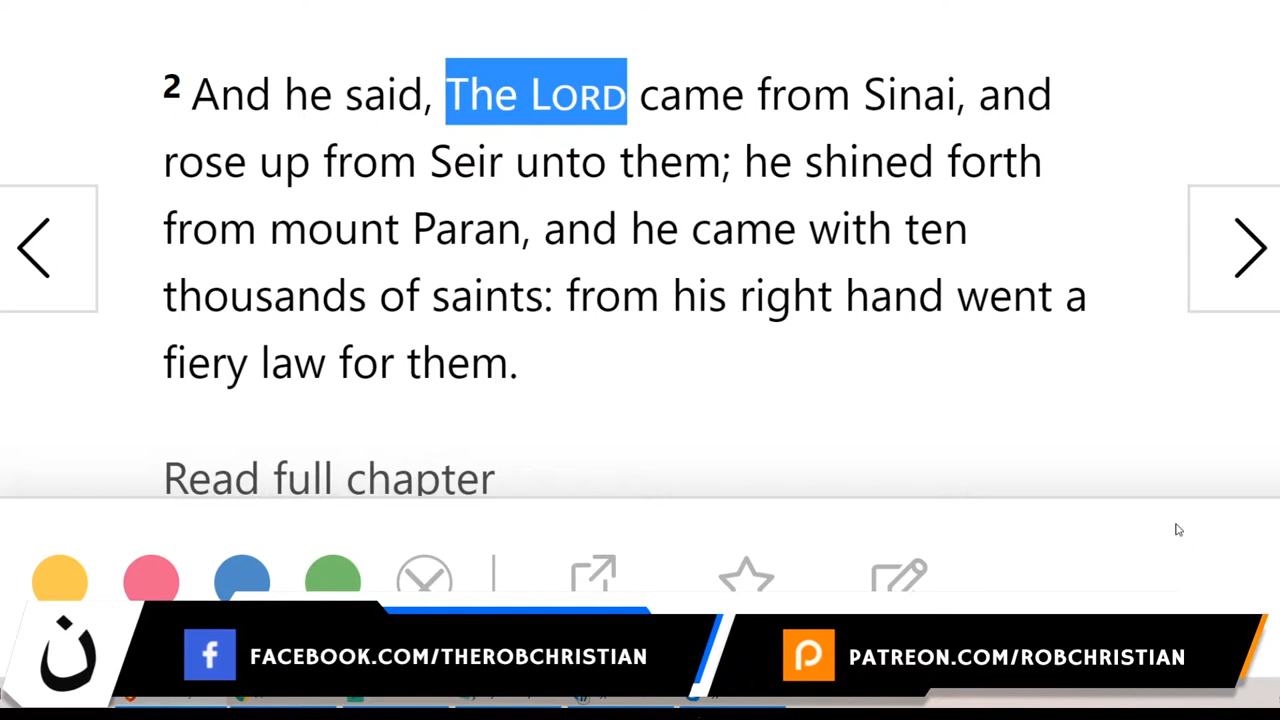 2 And he said, The LORD came from Sinai, and
rose up from Seir unto them; he shined forth
from mount Paran, and he came with ten
thousands of saints: from his right hand went a
fiery law for them.
Read full chapter
ن
f FACEBOOK.COM/THEROBCHRISTIAN
PATREON.COM/ROBCHRISTIAN